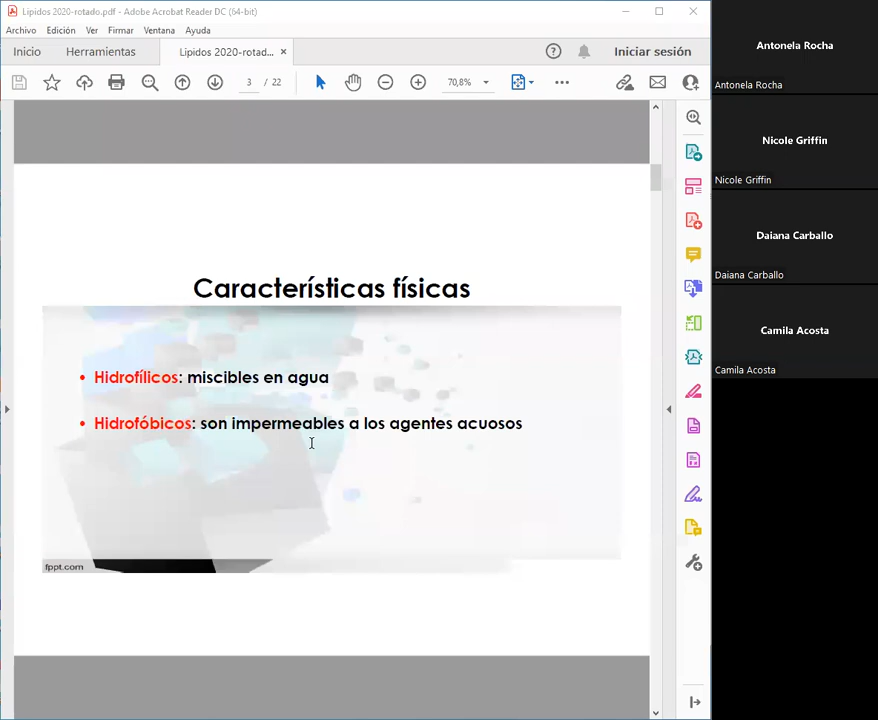 Lipidos 2020-rotado.pdf - Adobe Acrobat Reader DC (64-bit)
Archivo Edición Ver Firmar Ventana Ayuda
Inicio Herramientas Lipidos 2020-rotad... × Iniciar sesión
3 / 22 70,8%
Características físicas
• Hidrofílicos: miscibles en agua
• Hidrofóbicos: son impermeables a los agentes acuosos
fppt.com
Antonela Rocha
Antonela Rocha
Nicole Griffin
Nicole Griffin
Daiana Carballo
Daiana Carballo
Camila Acosta
Camila Acosta